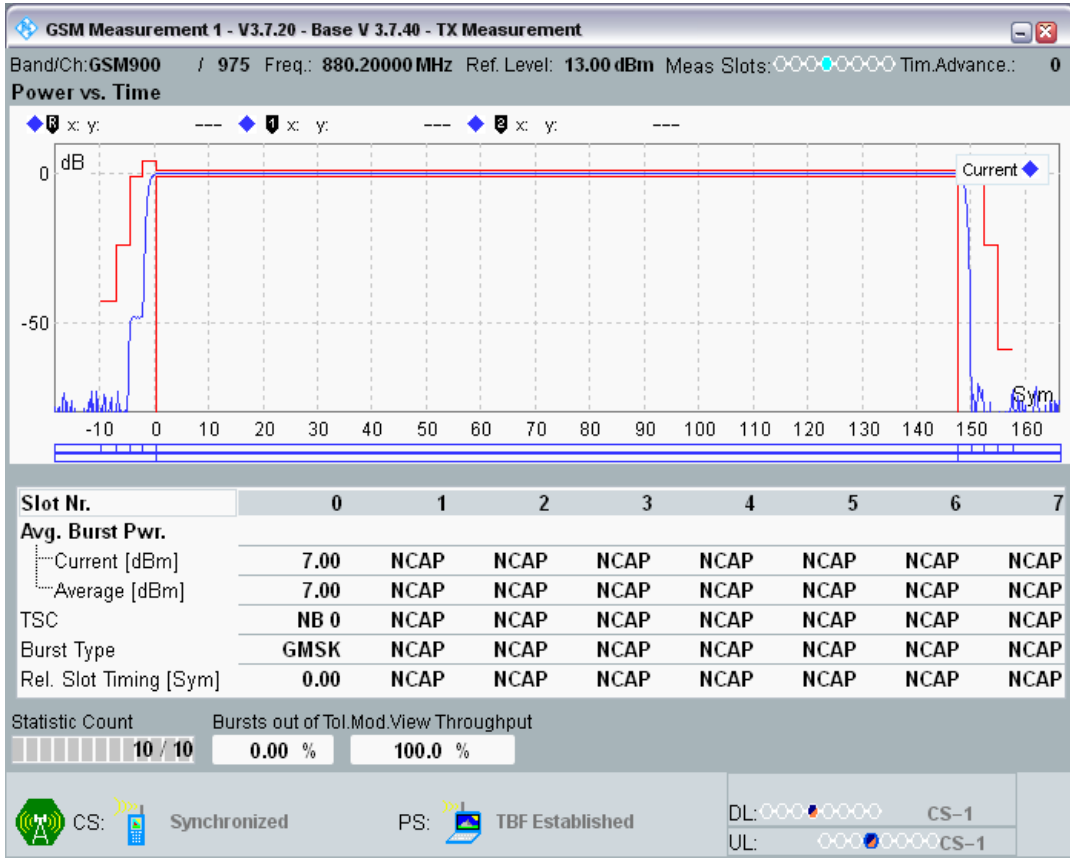 GSM Measurement 1 - V3.7.20 - Base V 3.7.40 - TX Measurement
Band/Ch:GSM900 / 975 Freq.: 880.20000 MHz Ref. Level: 13.00 dBm Meas Slots: Tim.Advance.: 0
Power vs. Time
R x: y: --- 1 x: y: --- 2 x: y: ---
dB
Current
0
-50
Sym
-10 0 10 20 30 40 50 60 70 80 90 100 110 120 130 140 150 160
Slot Nr. 0 1 2 3 4 5 6 7
Avg. Burst Pwr.
Current [dBm] 7.00 NCAP NCAP NCAP NCAP NCAP NCAP NCAP
Average [dBm] 7.00 NCAP NCAP NCAP NCAP NCAP NCAP NCAP
TSC NB 0 NCAP NCAP NCAP NCAP NCAP NCAP NCAP
Burst Type GMSK NCAP NCAP NCAP NCAP NCAP NCAP NCAP
Rel. Slot Timing [Sym] 0.00 NCAP NCAP NCAP NCAP NCAP NCAP NCAP
Statistic Count Bursts out of Tol.Mod.View Throughput
10 / 10 0.00 % 100.0 %
CS: Synchronized PS: TBF Established
DL: CS-1
UL: CS-1